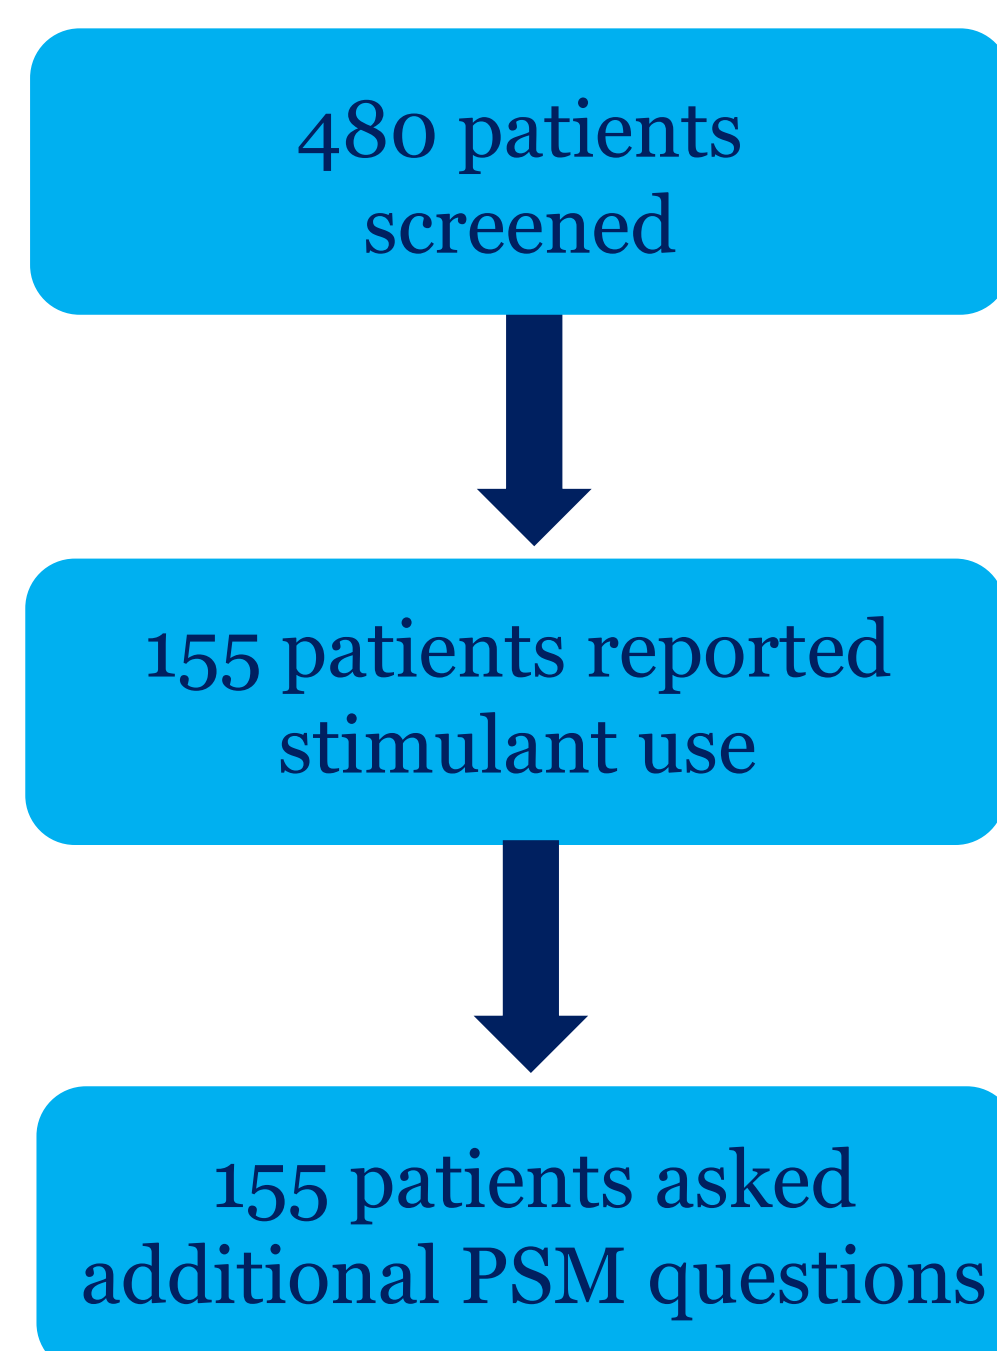 480 patients
screened
155 patients reported
stimulant use
155 patients asked
additional PSM questions